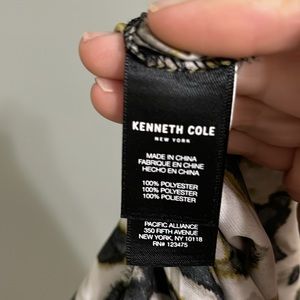 KENNETH COLE
NEW YORK
MADE IN CHINA
FABRIQUE EN CHINE
HECHO EN CHINA
100% POLYESTER
100% POLYESTER
100% POLIESTER
PACIFIC ALLIANCE
350 FIFTH AVENUE
NEW YORK, NY 10118
RN# 123475